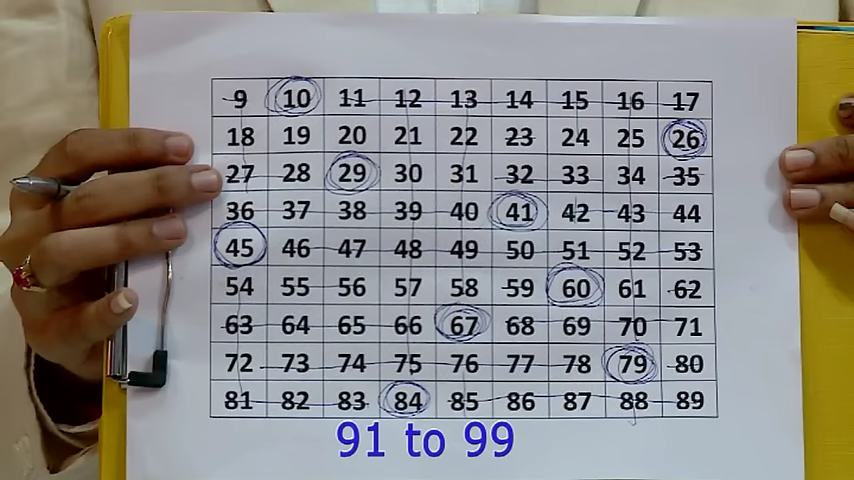 9 10 11 12 13 14 15 16 17
18 19 20 21 22 23 24 25 26
27 28 29 30 31 32 33 34 35
36 37 38 39 40 41 42 43 44
45 46 47 48 49 50 51 52 53
54 55 56 57 58 59 60 61 62
63 64 65 66 67 68 69 70 71
72 73 74 75 76 77 78 79 80
81 82 83 84 85 86 87 88 89
91 to 99